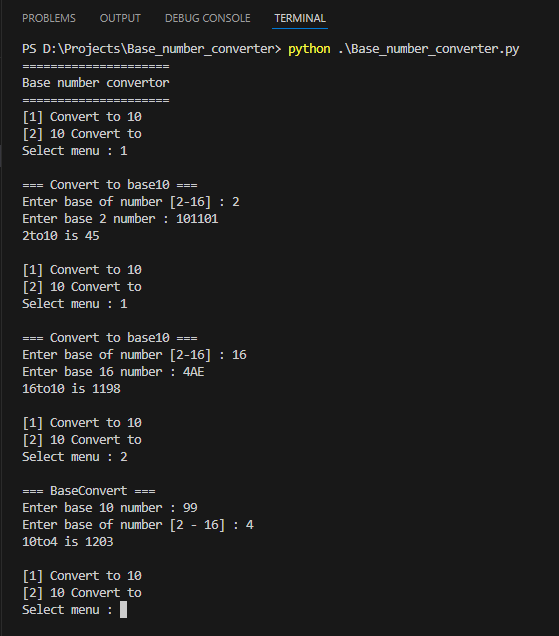 PROBLEMS OUTPUT DEBUG CONSOLE TERMINAL
PS D:\Projects\Base_number_converter> python .\Base_number_converter.py
=====================
Base number convertor
=====================
[1] Convert to 10
[2] 10 Convert to
Select menu : 1
=== Convert to base10 ===
Enter base of number [2-16] : 2
Enter base 2 number : 101101
2to10 is 45
[1] Convert to 10
[2] 10 Convert to
Select menu : 1
=== Convert to base10 ===
Enter base of number [2-16] : 16
Enter base 16 number : 4AE
16to10 is 1198
[1] Convert to 10
[2] 10 Convert to
Select menu : 2
=== BaseConvert ===
Enter base 10 number : 99
Enter base of number [2 - 16] : 4
10to4 is 1203
[1] Convert to 10
[2] 10 Convert to
Select menu :